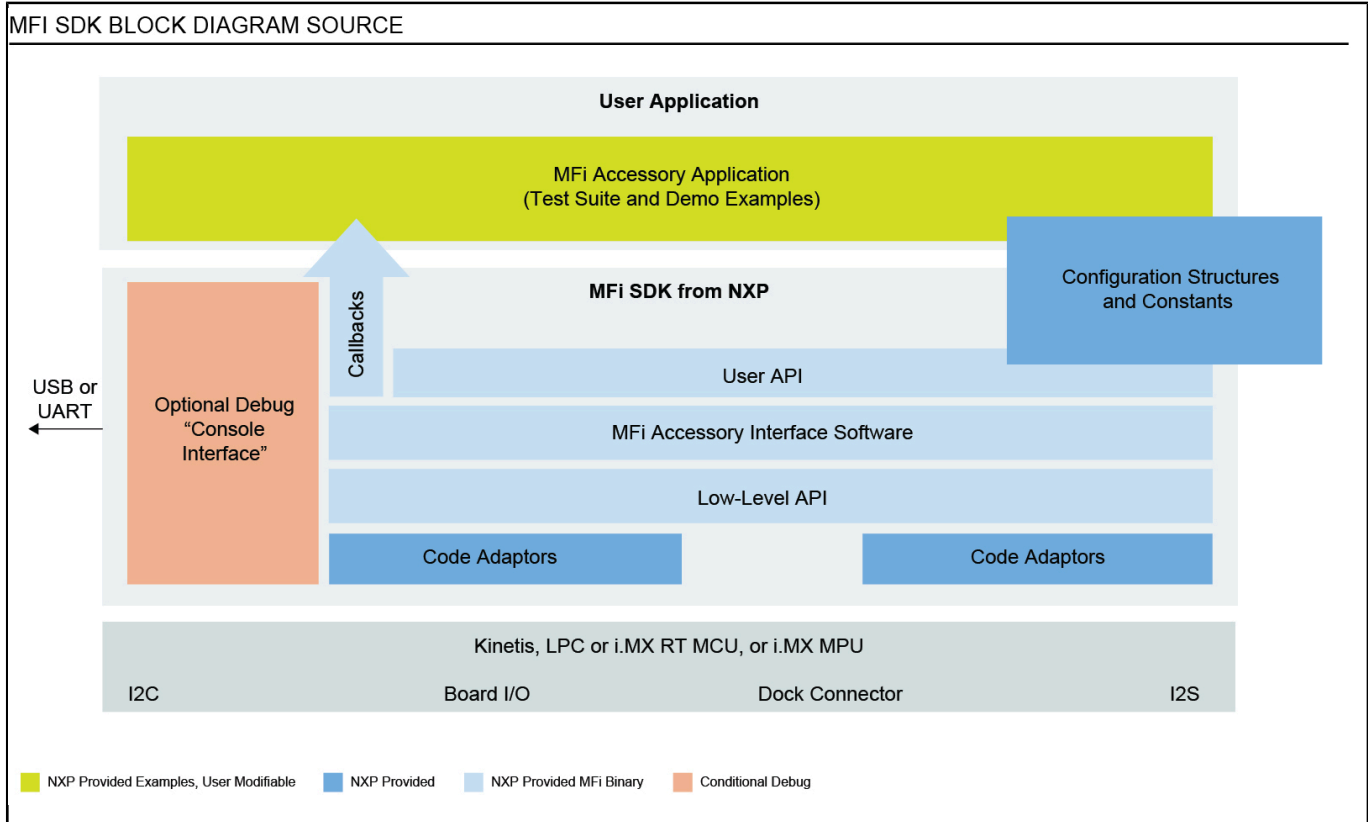 MFI SDK BLOCK DIAGRAM SOURCE
User Application
MFi Accessory Application
(Test Suite and Demo Examples)
Configuration Structures
and Constants
MFi SDK from NXP
Callbacks
User API
USB or
UART
Optional Debug
“Console
Interface”
MFi Accessory Interface Software
Low-Level API
Code Adaptors
Code Adaptors
Kinetis, LPC or i.MX RT MCU, or i.MX MPU
I2C Board I/O Dock Connector I2S
NXP Provided Examples, User Modifiable NXP Provided NXP Provided MFi Binary Conditional Debug